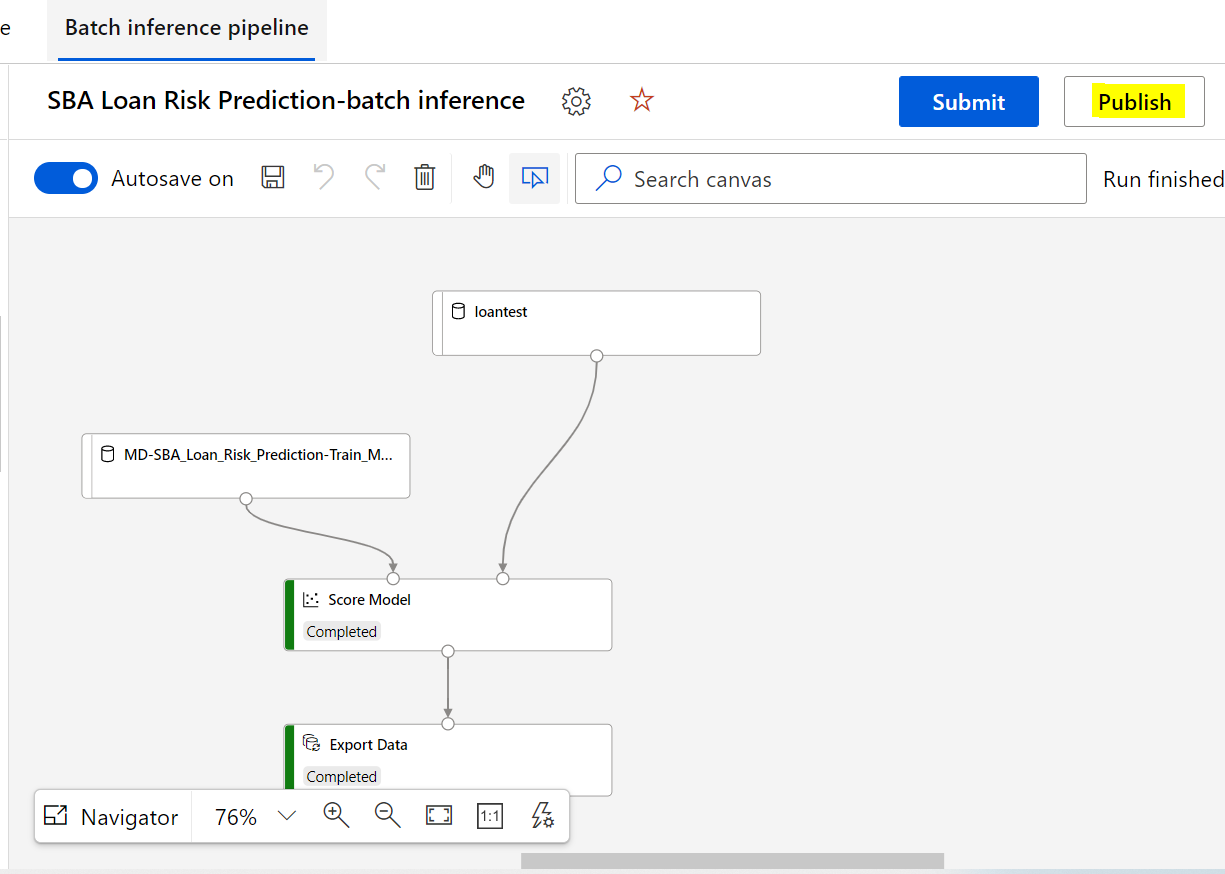 e
Batch inference pipeline
SBA Loan Risk Prediction-batch inference
Submit
Publish
Autosave on
Search canvas
Run finished
loantest
MD-SBA_Loan_Risk_Prediction-Train_M...
Score Model
Completed
Export Data
Completed
Navigator
76%
1:1